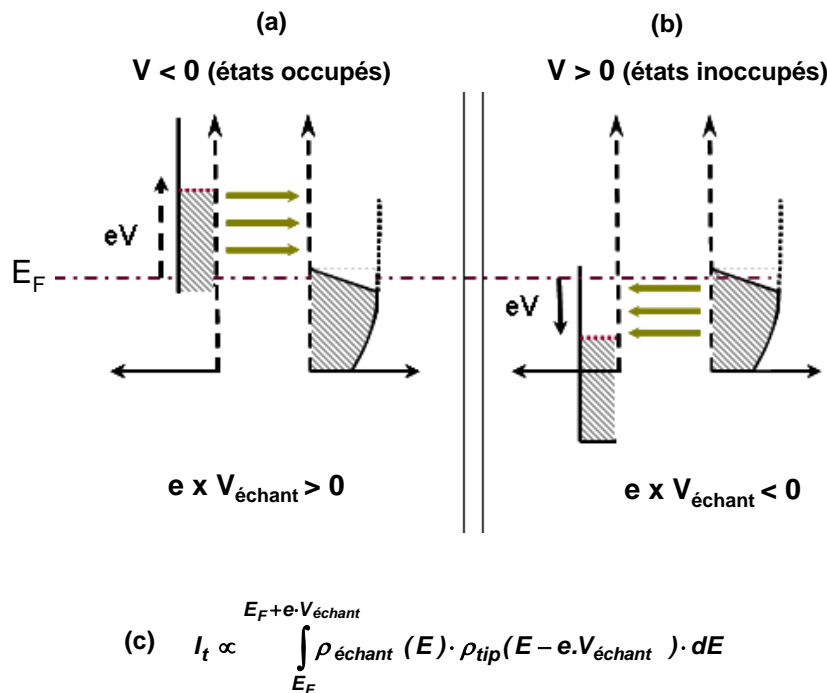 (a)
V < 0 (états occupés)
eV
E_F
e x V_échant > 0
(b)
V > 0 (états inoccupés)
eV
e x V_échant < 0
(c) I_t ∝ ∫_{E_F}^{E_F+e·V_échant} ρ_échant (E) · ρ_tip(E – e.V_échant ) · dE